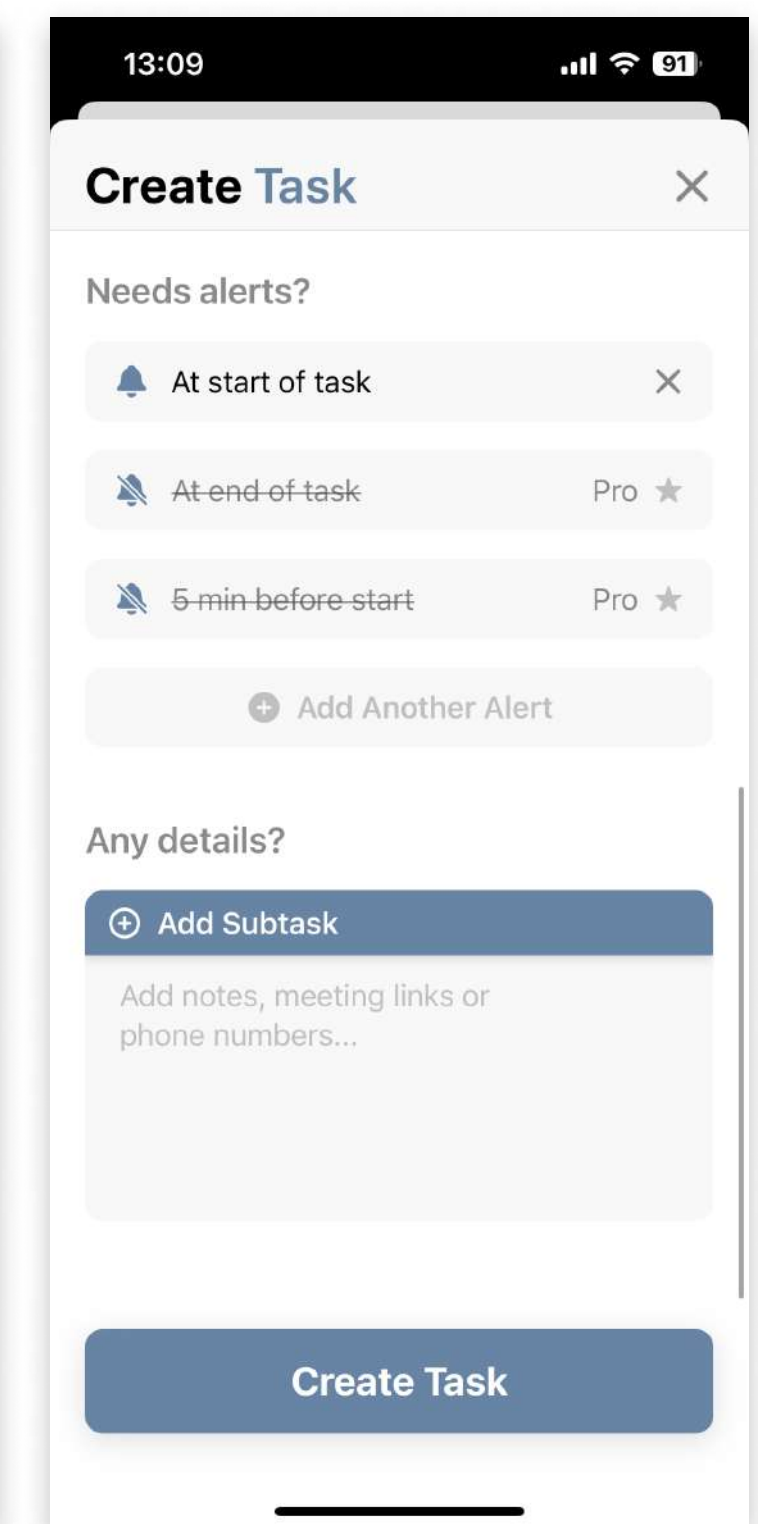 13:09
91
Create Task
Needs alerts?
At start of task
At end of task Pro
5 min before start Pro
Add Another Alert
Any details?
Add Subtask
Add notes, meeting links or
phone numbers...
Create Task